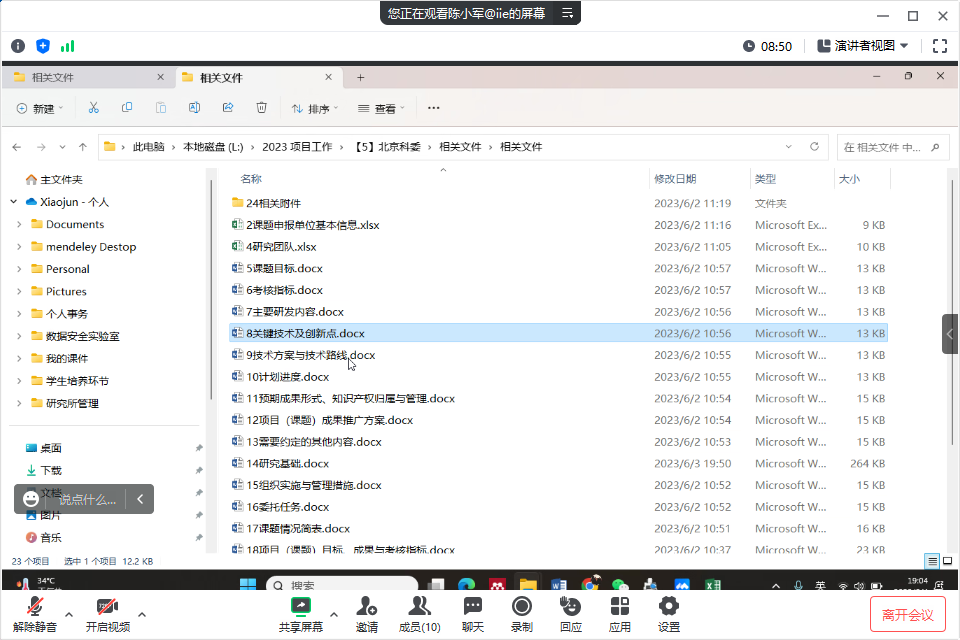 您正在观看陈小军@iie的屏幕
08:50 演讲者视图
相关文件 相关文件
新建 排序 查看
此电脑 › 本地磁盘 (L:) › 2023 项目工作 › 【5】北京科委 › 相关文件 › 相关文件 在 相关文件 中...
主文件夹
Xiaojun - 个人
Documents
mendeley Destop
Personal
Pictures
个人事务
数据安全实验室
我的课件
学生培养环节
研究所管理
桌面
下载
文档
说点什么...
图片
音乐
名称 修改日期 类型 大小
24相关附件 2023/6/2 11:19 文件夹
2课题申报单位基本信息.xlsx 2023/6/2 11:16 Microsoft Ex... 9 KB
4研究团队.xlsx 2023/6/2 11:05 Microsoft Ex... 10 KB
5课题目标.docx 2023/6/2 10:57 Microsoft W... 13 KB
6考核指标.docx 2023/6/2 10:57 Microsoft W... 13 KB
7主要研发内容.docx 2023/6/2 10:56 Microsoft W... 13 KB
8关键技术及创新点.docx 2023/6/2 10:56 Microsoft W... 13 KB
9技术方案与技术路线.docx 2023/6/2 10:55 Microsoft W... 13 KB
10计划进度.docx 2023/6/2 10:55 Microsoft W... 13 KB
11预期成果形式、知识产权归属与管理.docx 2023/6/2 10:54 Microsoft W... 15 KB
12项目（课题）成果推广方案.docx 2023/6/2 10:54 Microsoft W... 15 KB
13需要约定的其他内容.docx 2023/6/2 10:53 Microsoft W... 15 KB
14研究基础.docx 2023/6/3 19:50 Microsoft W... 264 KB
15组织实施与管理措施.docx 2023/6/2 10:52 Microsoft W... 15 KB
16委托任务.docx 2023/6/2 10:52 Microsoft W... 15 KB
17课题情况简表.docx 2023/6/2 10:51 Microsoft W... 16 KB
18项目（课题）目标、成果与考核指标.docx 2023/6/2 10:37 Microsoft W... 23 KB
23 个项目 选中 1 个项目 12.2 KB
34°C 搜索 英 19:04
解除静音 开启视频 共享屏幕 邀请 成员(10) 聊天 录制 回应 应用 设置 离开会议